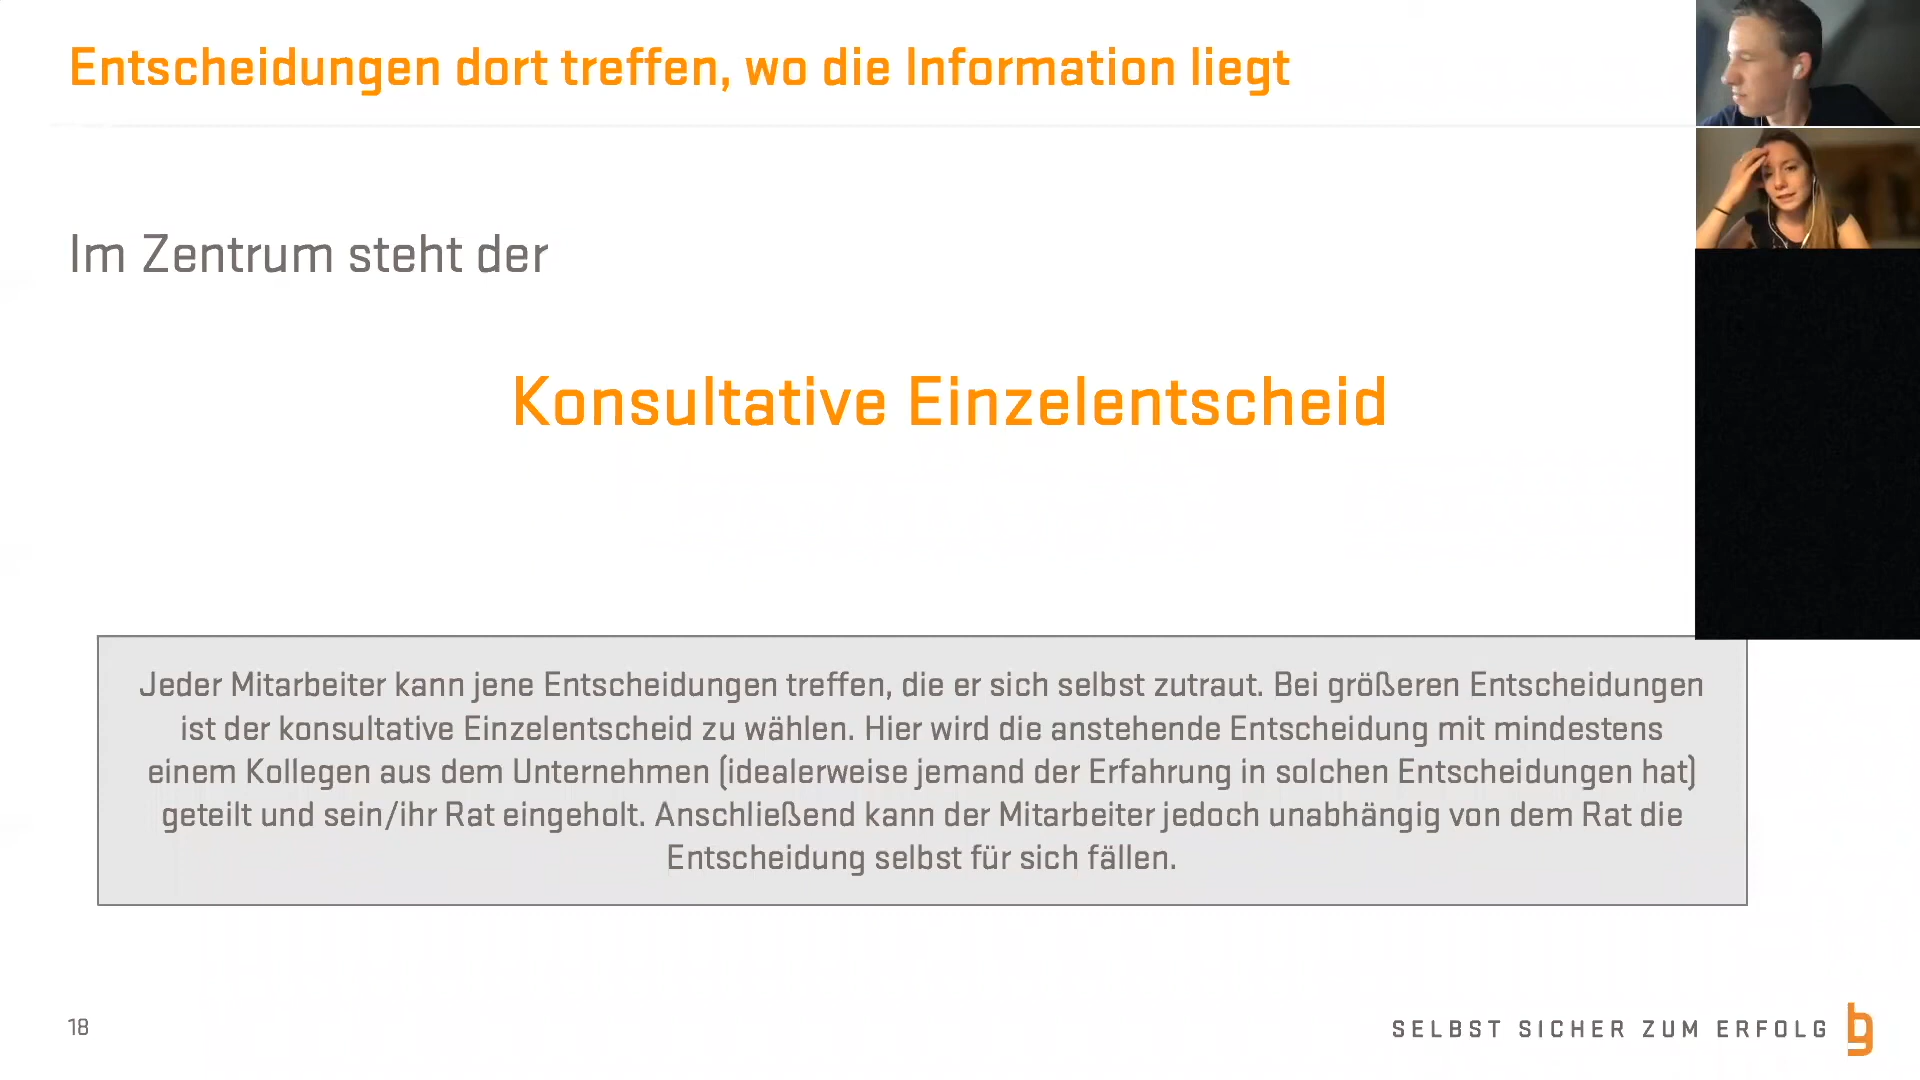 Entscheidungen dort treffen, wo die Information liegt
Im Zentrum steht der
Konsultative Einzelentscheid
Jeder Mitarbeiter kann jene Entscheidungen treffen, die er sich selbst zutraut. Bei größeren Entscheidungen
ist der konsultative Einzelentscheid zu wählen. Hier wird die anstehende Entscheidung mit mindestens
einem Kollegen aus dem Unternehmen (idealerweise jemand der Erfahrung in solchen Entscheidungen hat)
geteilt und sein/ihr Rat eingeholt. Anschließend kann der Mitarbeiter jedoch unabhängig von dem Rat die
Entscheidung selbst für sich fällen.
18
SELBST SICHER ZUM ERFOLG